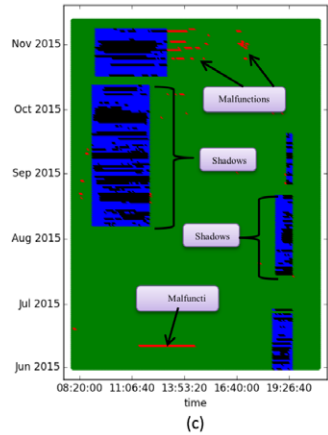 Nov 2015
Malfunctions
Oct 2015
Shadows
Sep 2015
Shadows
Aug 2015
Malfuncti
Jul 2015
Jun 2015
08:20:00 11:06:40 13:53:20 16:40:00 19:26:40
time
(c)